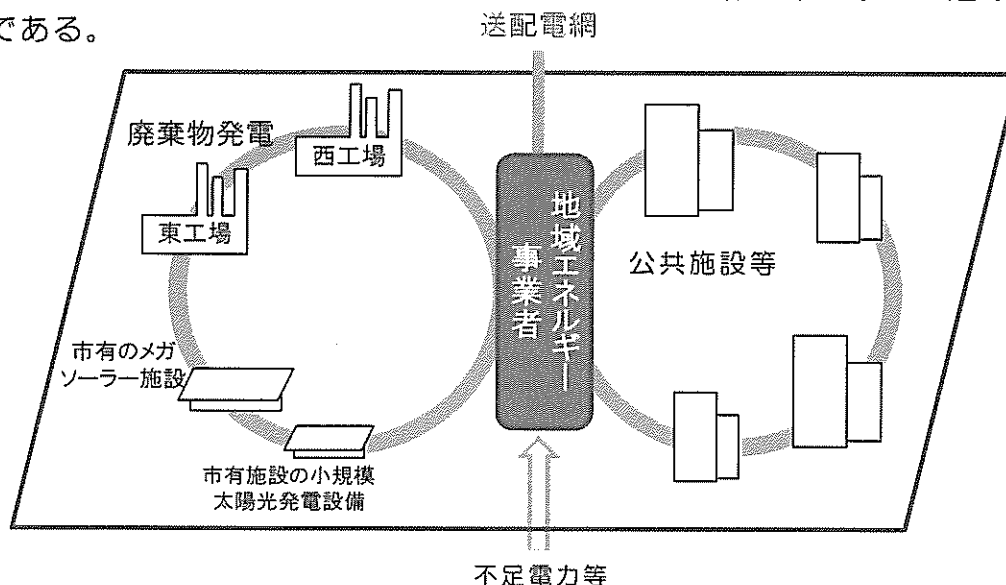 である。
送配電網
廃棄物発電
西工場
東工場
地域エネルギー
事業者
公共施設等
市有のメガ
ソーラー施設
市有施設の小規模
太陽光発電設備
不足電力等